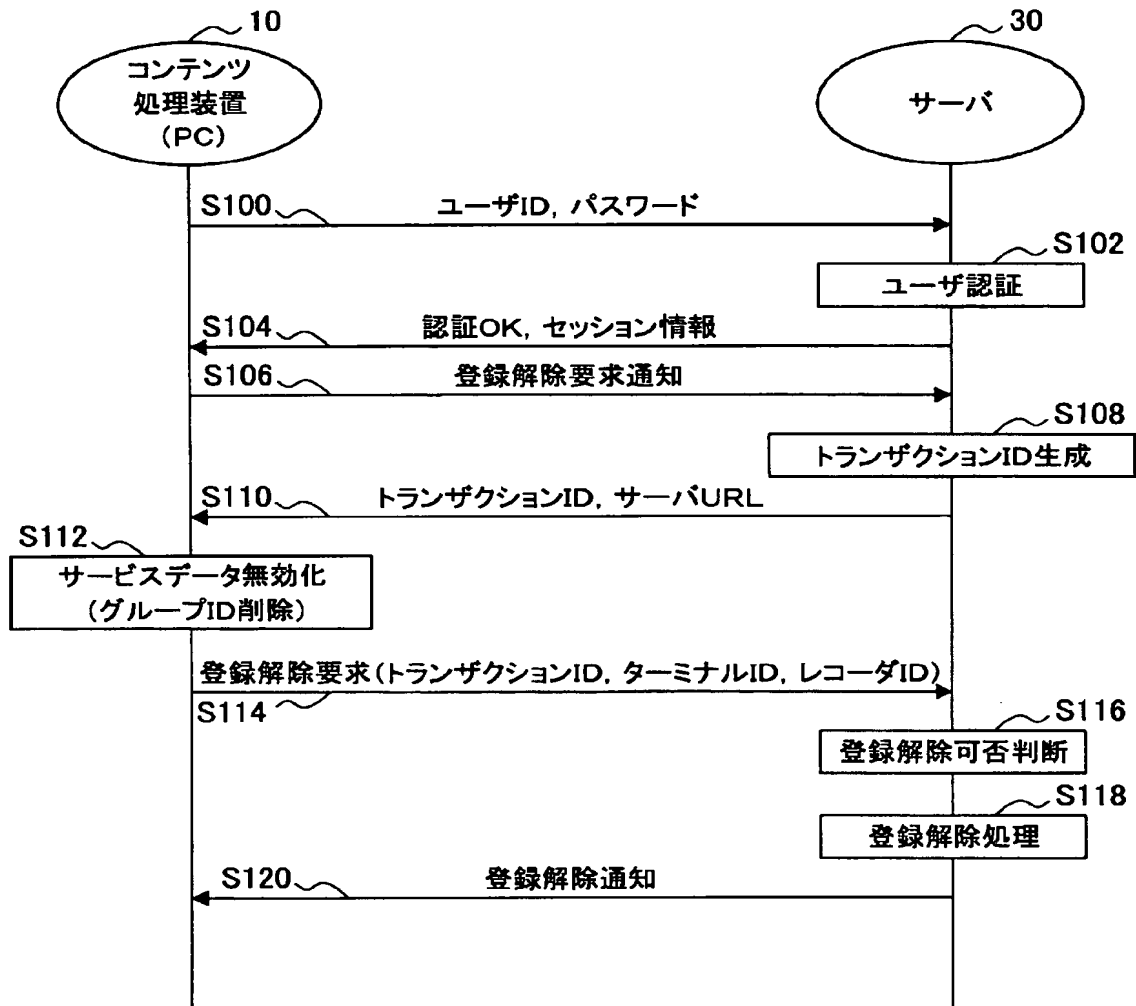 10
30
コンテンツ
処理装置
(PC)
サーバ
S100
ユーザID, パスワード
S102
ユーザ認証
S104
認証OK, セッション情報
S106
登録解除要求通知
S108
トランザクションID生成
S110
トランザクションID, サーバURL
S112
サービスデータ無効化
(グループID削除)
登録解除要求(トランザクションID, ターミナルID, レコーダID)
S114
S116
登録解除可否判断
S118
登録解除処理
S120
登録解除通知